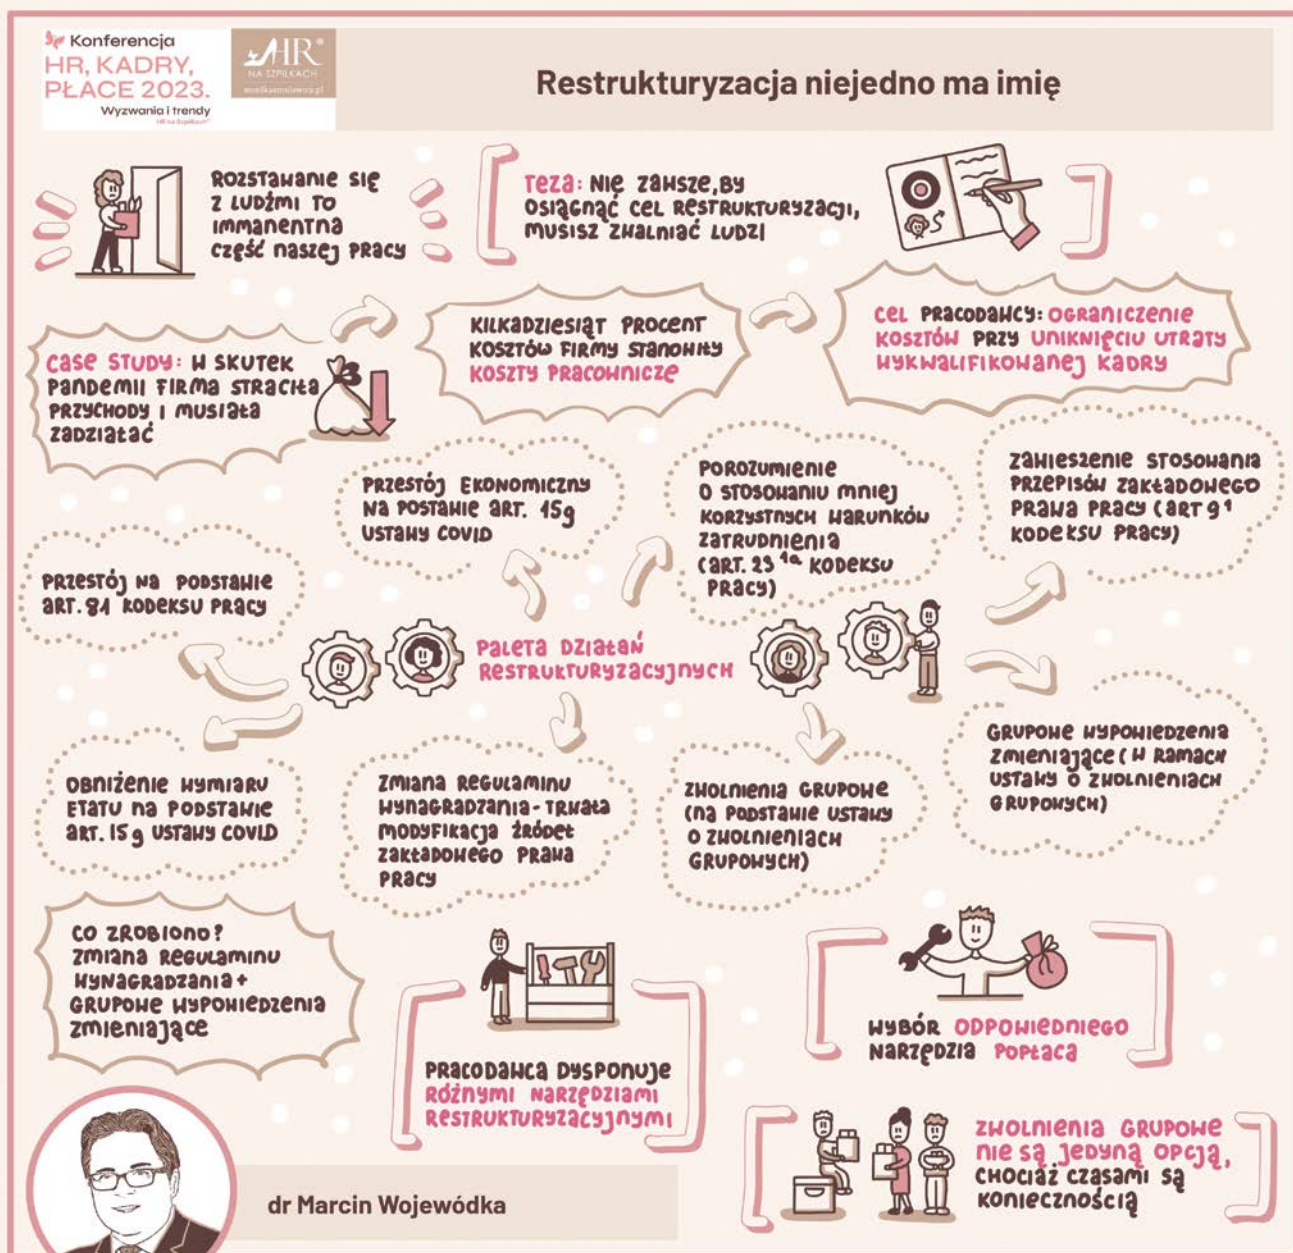 Konferencja
HR, KADRY,
PŁACE 2023.
Wyzwania i trendy
HR na Szpilkach
HR
NA SZPILKACH
monikasmulewicz.pl
Restrukturyzacja niejedno ma imię
ROZSTAWANIE SIĘ
Z LUDŹMI TO
IMMANENTNA
CZĘŚĆ NASZEJ PRACY
TEZA: NIE ZAWSZE, BY
OSIĄGNĄĆ CEL RESTRUKTURYZACJI,
MUSISZ ZWALNIAĆ LUDZI
CASE STUDY: W SKUTEK
PANDEMII FIRMA STRACIŁA
PRZYCHODY I MUSIAŁA
ZADZIAŁAĆ
KILKADZIESIĄT PROCENT
KOSZTÓW FIRMY STANOWIŁY
KOSZTY PRACOWNICZE
CEL PRACODAWCY: OGRANICZENIE
KOSZTÓW PRZY UNIKNIĘCIU UTRATY
WYKWALIFIKOWANEJ KADRY
PRZESTÓJ NA PODSTAWIE
ART. 81 KODEKSU PRACY
PRZESTÓJ EKONOMICZNY
NA POSTAWIE ART. 15g
USTAWY COVID
POROZUMIENIE
O STOSOWANIU MNIEJ
KORZYSTNYCH WARUNKÓW
ZATRUDNIENIA
(ART. 23 1a KODEKSU
PRACY)
ZAWIESZENIE STOSOWANIA
PRZEPISÓW ZAKŁADOWEGO
PRAWA PRACY (ART 9 1
KODEKSU PRACY)
PALETA DZIAŁAŃ
RESTRUKTURYZACYJNYCH
OBNIŻENIE WYMIARU
ETATU NA PODSTAWIE
ART. 15 g USTAWY COVID
ZMIANA REGULAMINU
WYNAGRADZANIA - TRWAŁA
MODYFIKACJA ŹRÓDEŁ
ZAKŁADOWEGO PRAWA
PRACY
ZWOLNIENIA GRUPOWE
(NA PODSTAWIE USTAWY
O ZWOLNIENIACH
GRUPOWYCH)
GRUPOWE WYPOWIEDZENIA
ZMIENIAJĄCE (W RAMACH
USTAWY O ZWOLNIENIACH
GRUPOWYCH)
CO ZROBIONO?
ZMIANA REGULAMINU
WYNAGRADZANIA +
GRUPOWE WYPOWIEDZENIA
ZMIENIAJĄCE
PRACODAWCA DYSPONUJE
RÓŻNYMI NARZĘDZIAMI
RESTRUKTURYZACYJNYMI
WYBÓR ODPOWIEDNIEGO
NARZĘDZIA POPŁACA
ZWOLNIENIA GRUPOWE
NIE SĄ JEDYNĄ OPCJĄ,
CHOCIAŻ CZASAMI SĄ
KONIECZNOŚCIĄ
dr Marcin Wojewódka